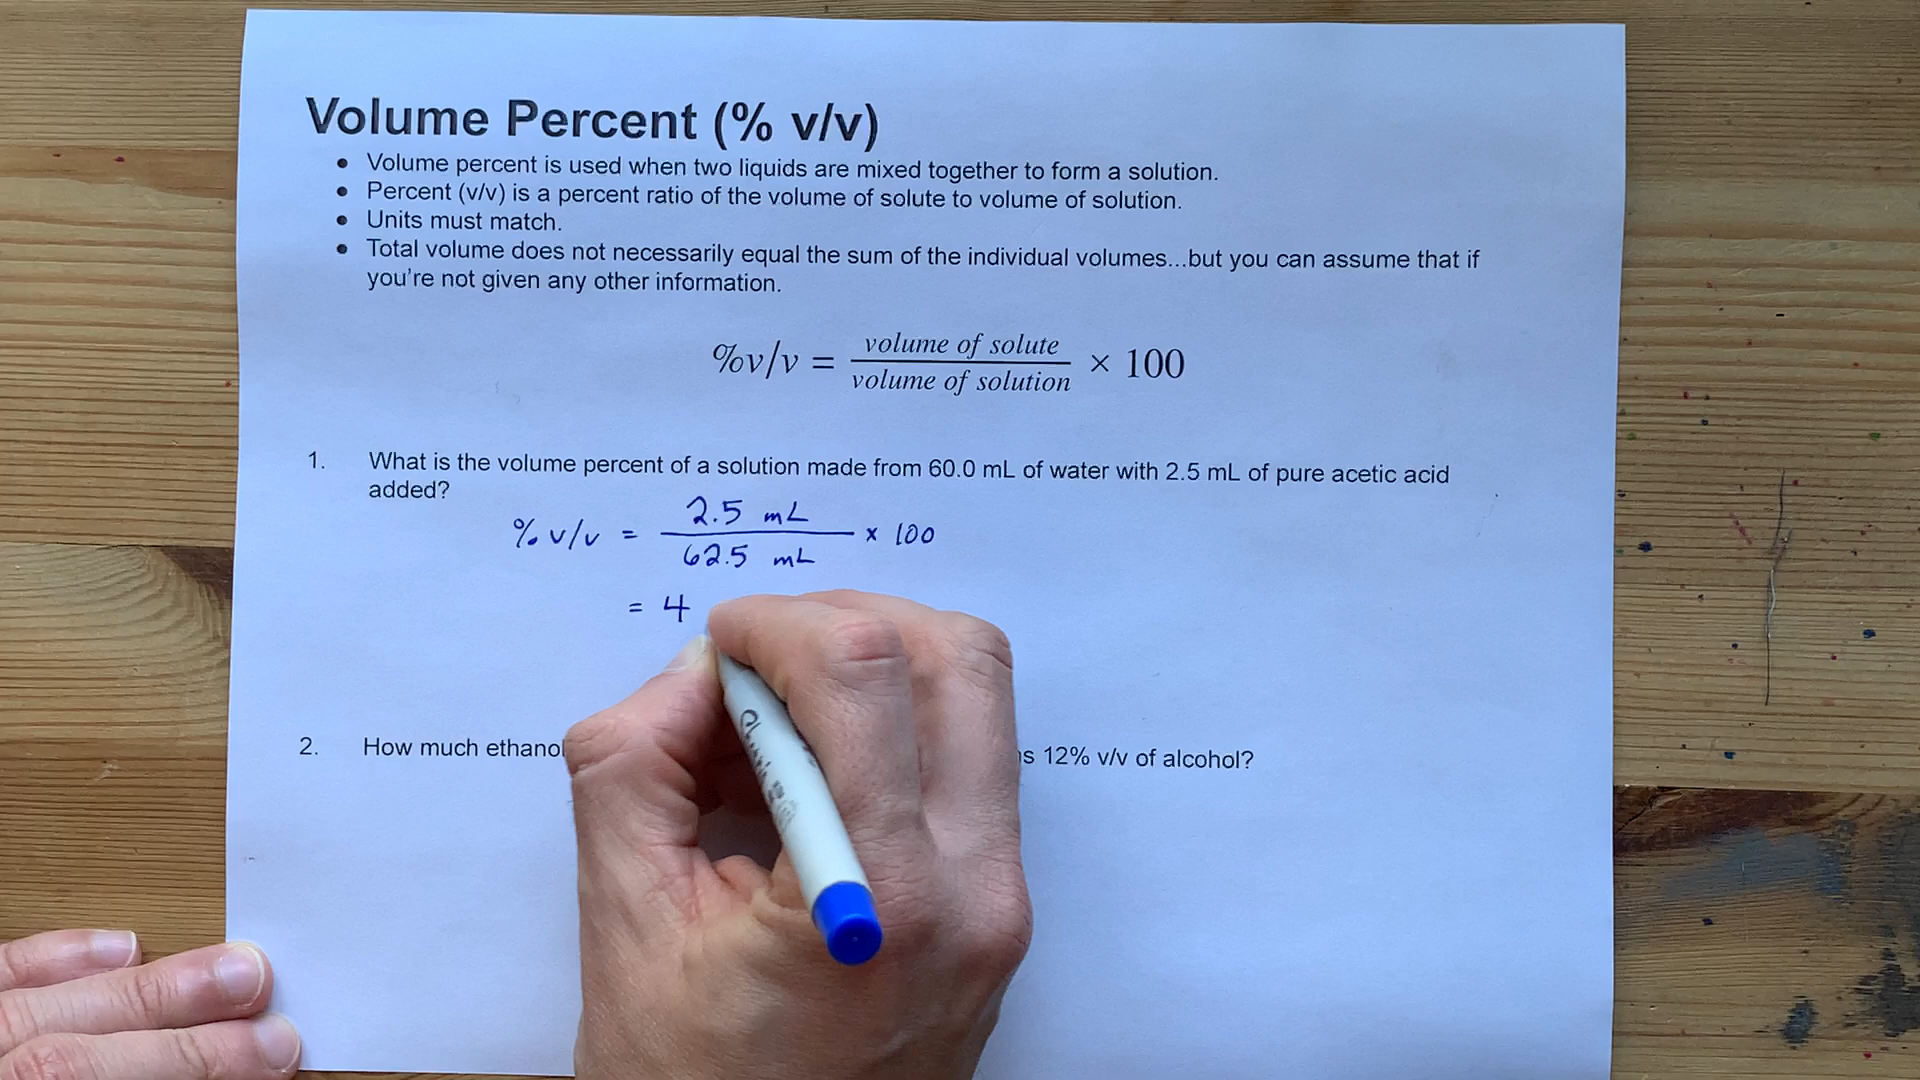 Volume Percent (% v/v)
• Volume percent is used when two liquids are mixed together to form a solution.
• Percent (v/v) is a percent ratio of the volume of solute to volume of solution.
• Units must match.
• Total volume does not necessarily equal the sum of the individual volumes...but you can assume that if
you're not given any other information.
%v/v = volume of solute / volume of solution × 100
1. What is the volume percent of a solution made from 60.0 mL of water with 2.5 mL of pure acetic acid
added?
% v/v = 2.5 mL / 62.5 mL x 100
= 4
2. How much ethanol s 12% v/v of alcohol?